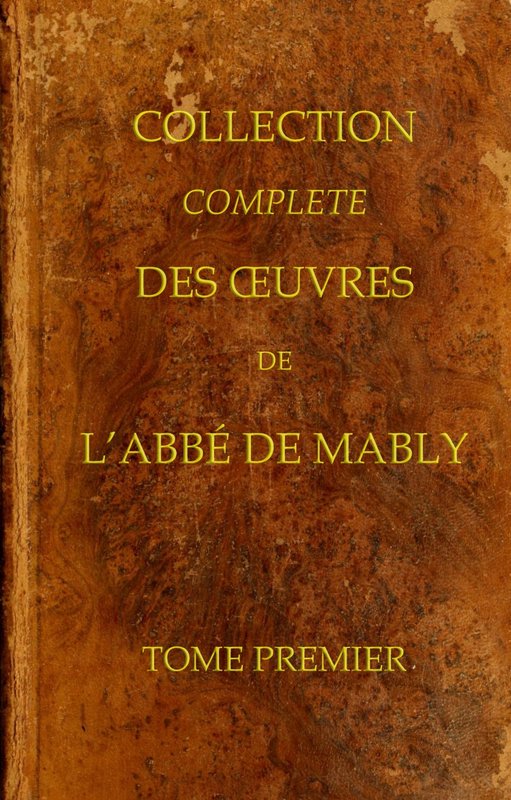 COLLECTION
COMPLETE
DES ŒUVRES
DE
L’ABBÉ DE MABLY
TOME PREMIER